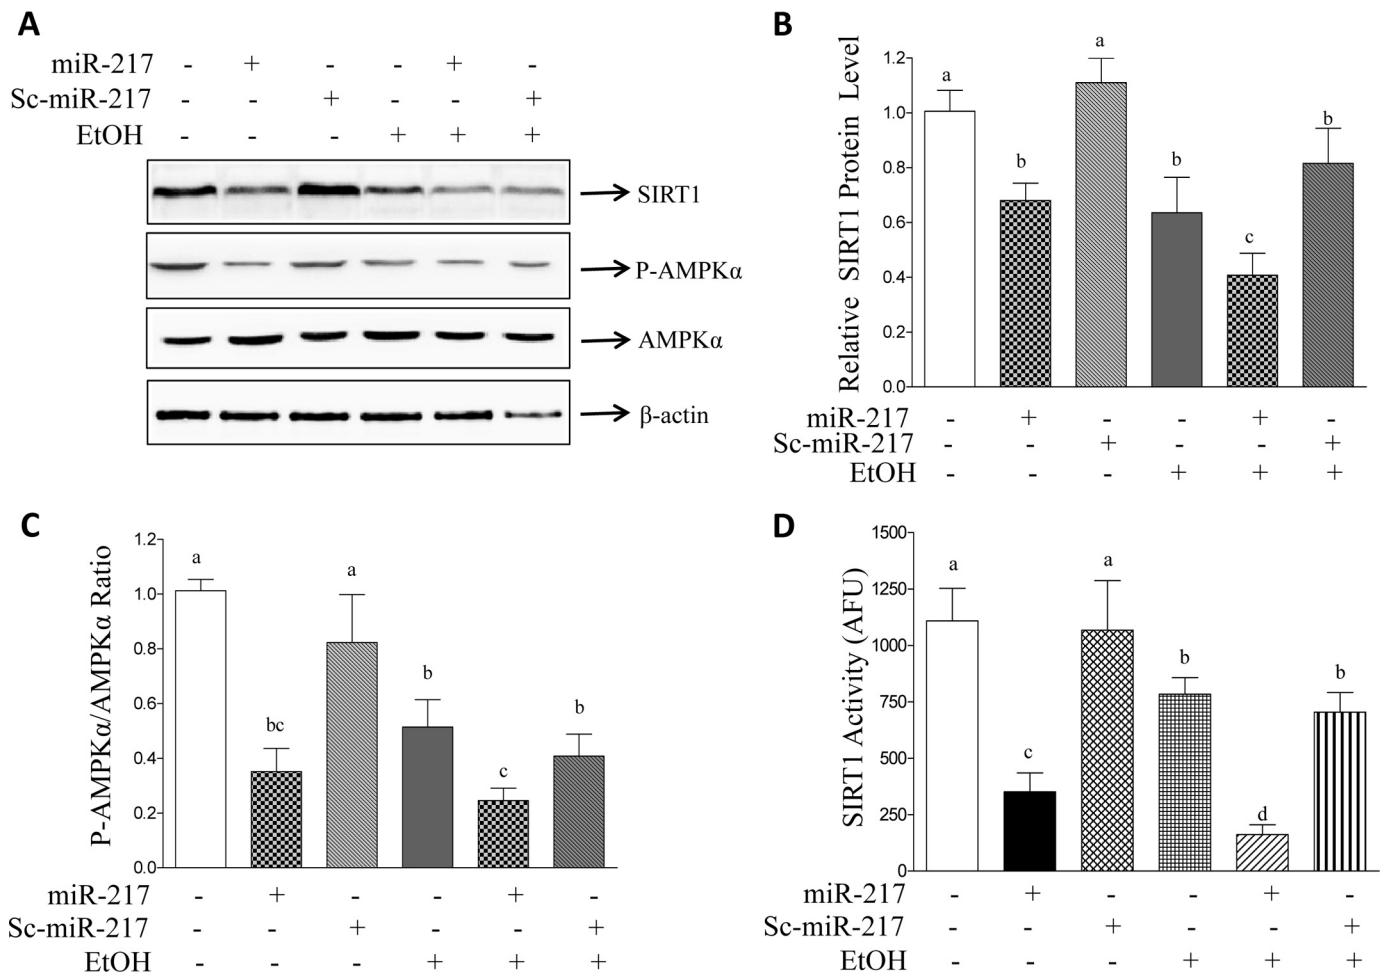 A
miR-217 - + - - + -
Sc-miR-217 - - + - - +
EtOH - - - + + +
SIRT1
P-AMPKα
AMPKα
β-actin
B
Relative SIRT1 Protein Level
1.2
1.0
0.8
0.6
0.4
0.2
0.0
a b a b c b
miR-217 - + - - + -
Sc-miR-217 - - + - - +
EtOH - - - + + +
C
P-AMPKα/AMPKα Ratio
1.2
1.0
0.8
0.6
0.4
0.2
0.0
a bc a b c b
miR-217 - + - - + -
Sc-miR-217 - - + - - +
EtOH - - - + + +
D
SIRT1 Activity (AFU)
1500
1250
1000
750
500
250
0
a c a b d b
miR-217 - + - - + -
Sc-miR-217 - - + - - +
EtOH - - - + + +